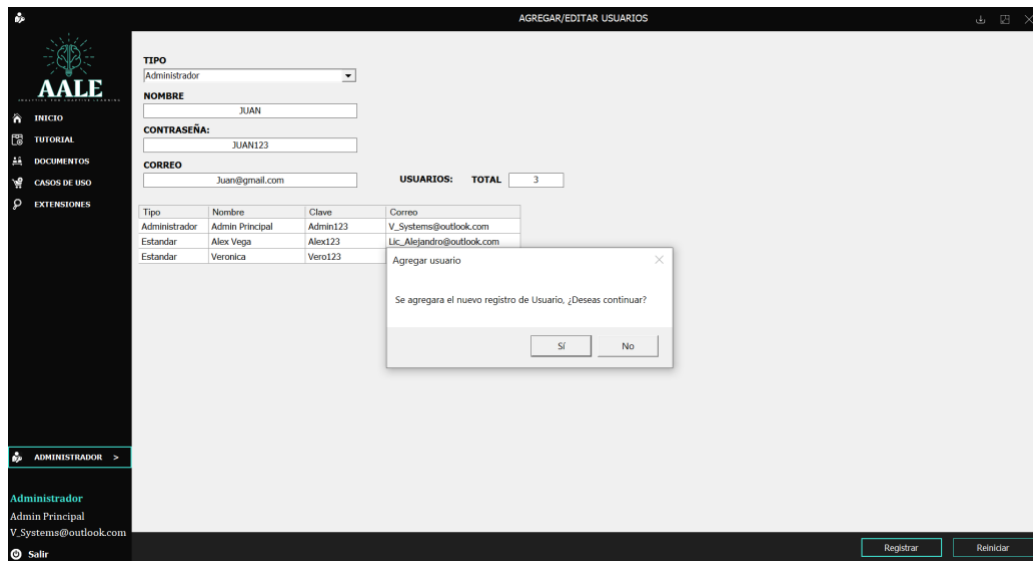 AGREGAR/EDITAR USUARIOS
AALE
INICIO
TUTORIAL
DOCUMENTOS
CASOS DE USO
EXTENSIONES
ADMINISTRADOR >
Administrador
Admin Principal
V_Systems@outlook.com
Salir
TIPO
Administrador
NOMBRE
JUAN
CONTRASEÑA:
JUAN123
CORREO
Juan@gmail.com
USUARIOS: TOTAL 3
Tipo Nombre Clave Correo
Administrador Admin Principal Admin123 V_Systems@outlook.com
Estandar Alex Vega Alex123 Lic_Alejandro@outlook.com
Estandar Veronica Vero123
Agregar usuario
Se agregara el nuevo registro de Usuario, ¿Deseas continuar?
Sí No
Registrar Reiniciar